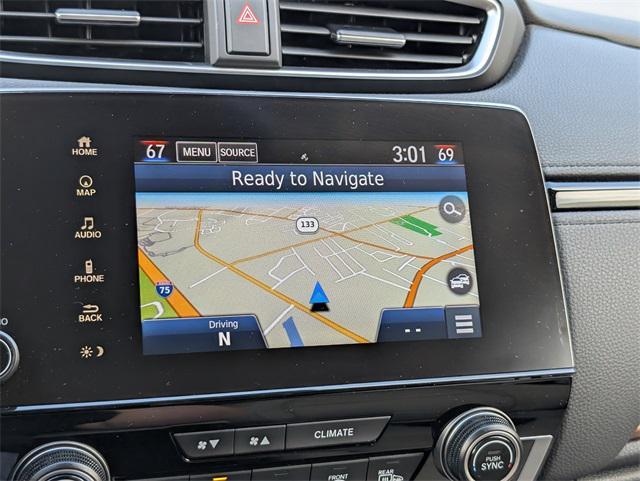 67 MENU SOURCE 3:01 69
Ready to Navigate
HOME
MAP
AUDIO
PHONE
BACK
133
75
Driving
N
--
CLIMATE
PUSH
SYNC
FRONT
REAR